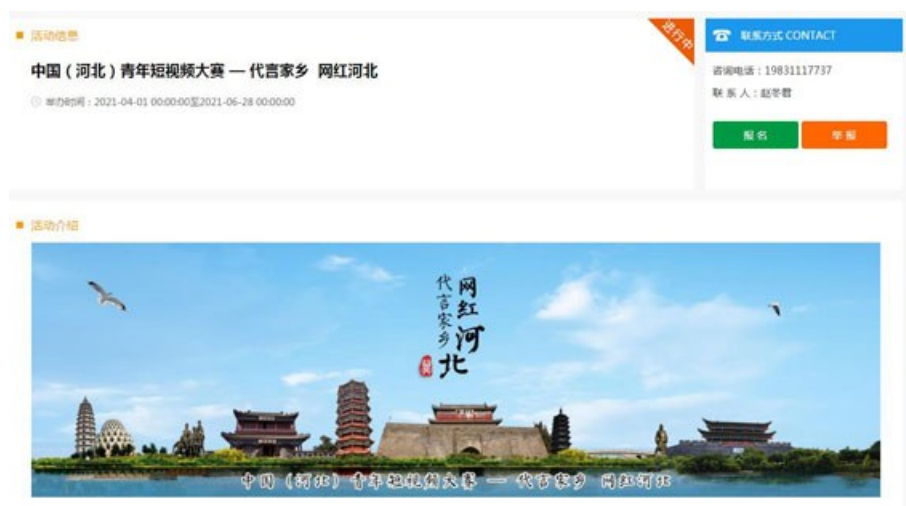 活动信息
进行中
中国（河北）青年短视频大赛 — 代言家乡 网红河北
举办时间：2021-04-01 00:00:00至2021-06-28 00:00:00
联系方式 CONTACT
咨询电话：19831117737
联 系 人：赵冬君
报 名
举 报
活动介绍
网红河北
代言家乡
中国（河北）青年短视频大赛 — 代言家乡 网红河北